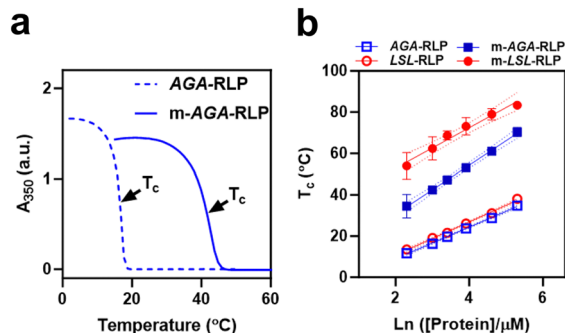 a
AGA-RLP
m-AGA-RLP
A350 (a.u.)
2
1
0
Tc
Tc
0 20 40 60
Temperature (°C)
b
AGA-RLP m-AGA-RLP
LSL-RLP m-LSL-RLP
Tc (°C)
100
80
60
40
20
0
2 4 6
Ln ([Protein]/μM)